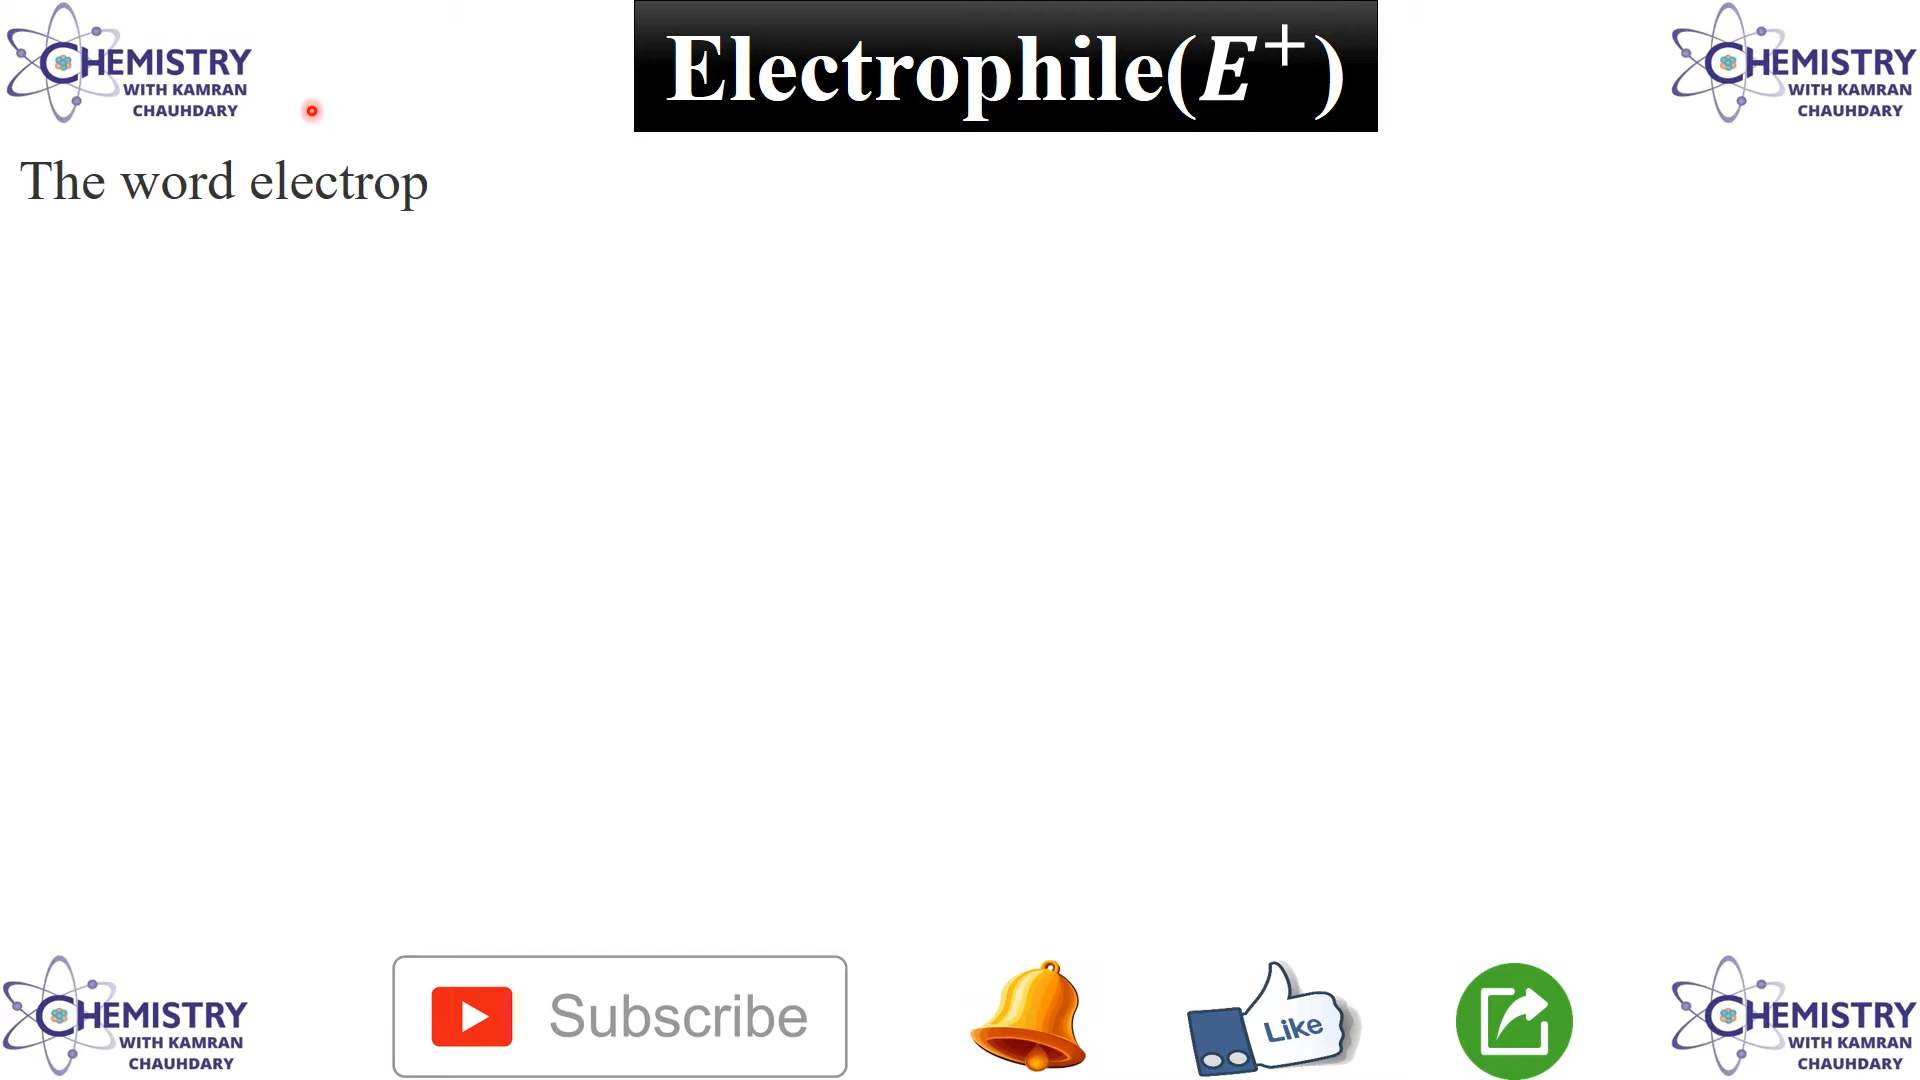 CHEMISTRY
WITH KAMRAN
CHAUHDARY
Electrophile(E⁺)
CHEMISTRY
WITH KAMRAN
CHAUHDARY
The word electrop
CHEMISTRY
WITH KAMRAN
CHAUHDARY
Subscribe
Like
CHEMISTRY
WITH KAMRAN
CHAUHDARY